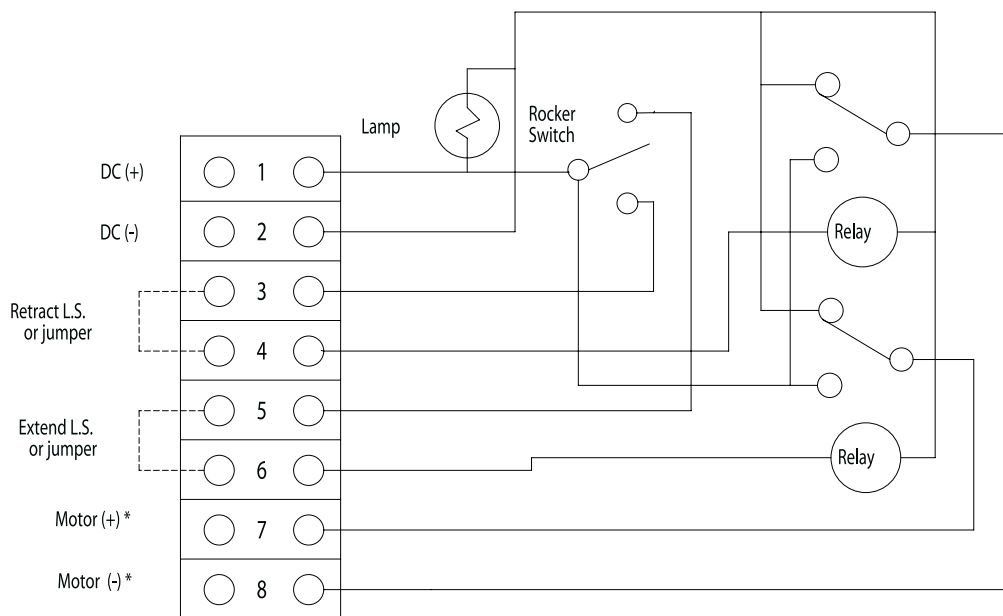 Lamp
Rocker
Switch
DC (+)
1
DC (-)
2
Relay
Retract L.S.
or jumper
3
4
Extend L.S.
or jumper
5
6
Relay
Motor (+) *
7
Motor (-) *
8